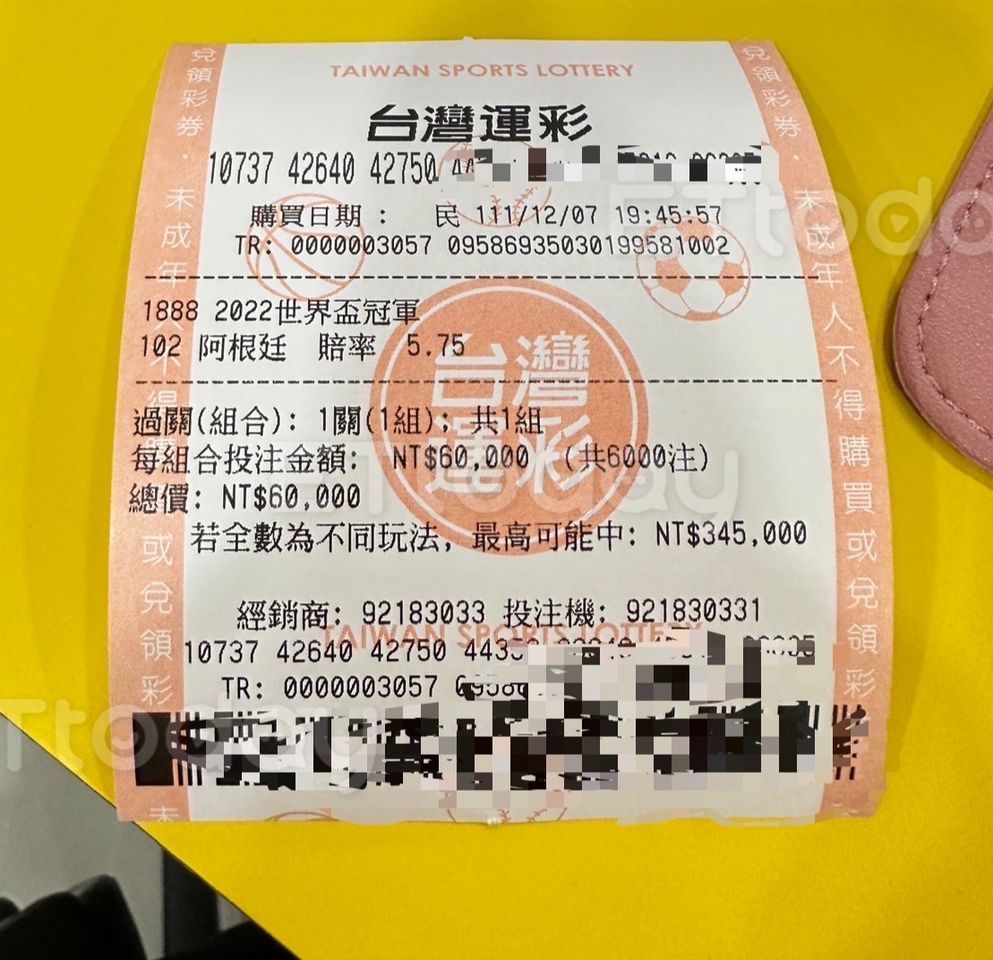 TAIWAN SPORTS LOTTERY
台灣運彩
10737 42640 42750
購買日期： 民 111/12/07 19:45:57
TR: 0000003057 09586935030199581002
1888 2022世界盃冠軍
102 阿根廷 賠率 5.75
台灣
運彩
過關(組合): 1關(1組); 共1組
每組合投注金額: NT$60,000 (共6000注)
總價: NT$60,000
若全數為不同玩法, 最高可能中: NT$345,000
經銷商: 92183033 投注機: 921830331
TAIWAN SPORTS LOTTERY
10737 42640 42750
TR: 0000003057
兌領彩券．未成年人不得購買或兌領彩
兌領彩券．未成年人不得購買或兌領彩
ETtoday
ETtoday
ETtoday